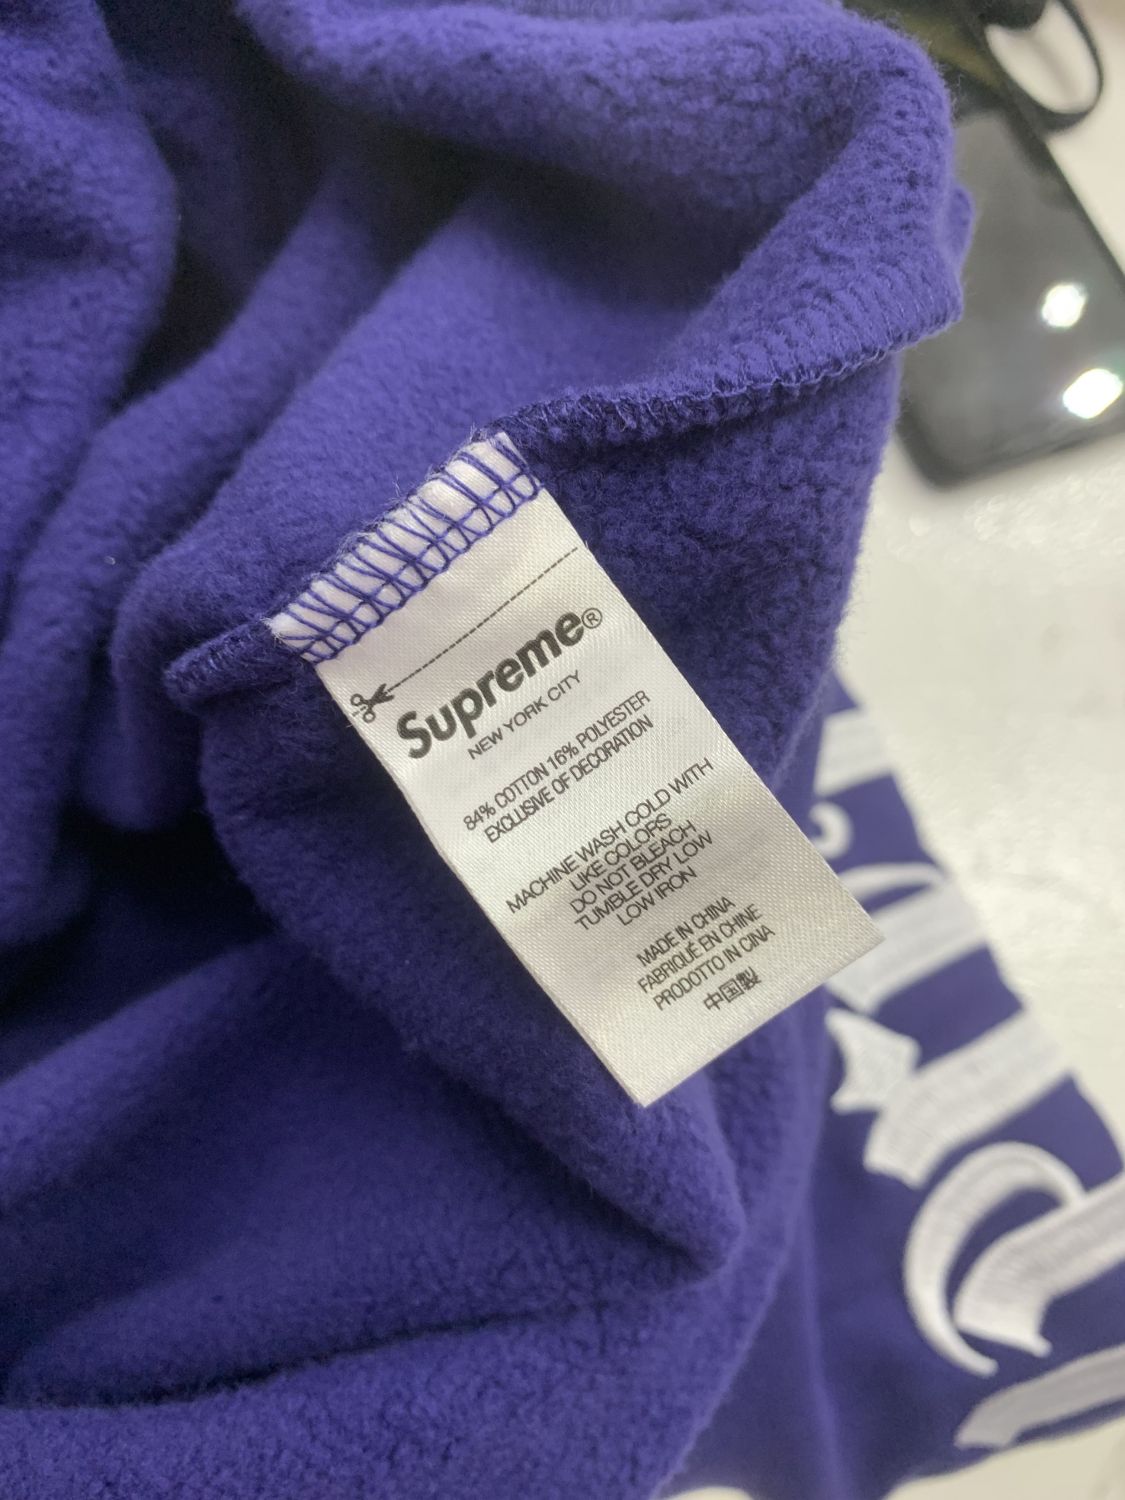 Supreme®
NEW YORK CITY
84% COTTON 16% POLYESTER
EXCLUSIVE OF DECORATION
MACHINE WASH COLD WITH
LIKE COLORS
DO NOT BLEACH
TUMBLE DRY LOW
LOW IRON
MADE IN CHINA
FABRIQUÉ EN CHINE
PRODOTTO IN CINA
中国製